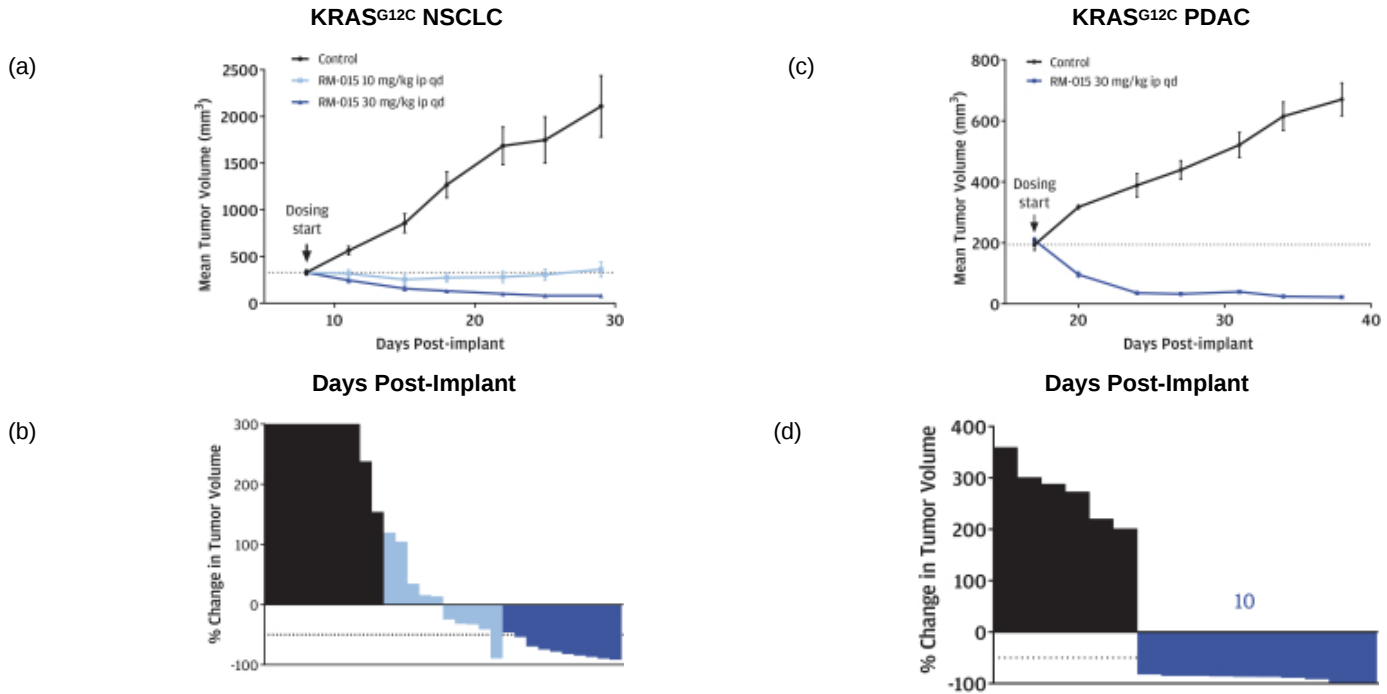 KRASG12C NSCLC
(a)
Control
RM-015 10 mg/kg ip qd
RM-015 30 mg/kg ip qd
Mean Tumor Volume (mm3)
2500
2000
1500
1000
500
0
Dosing
start
10
20
30
Days Post-implant
KRASG12C PDAC
(c)
Control
RM-015 30 mg/kg ip qd
Mean Tumor Volume (mm3)
800
600
400
200
0
Dosing
start
20
30
40
Days Post-implant
Days Post-Implant
(b)
% Change in Tumor Volume
300
200
100
0
-100
Days Post-Implant
(d)
% Change in Tumor Volume
400
300
200
100
0
-100
10